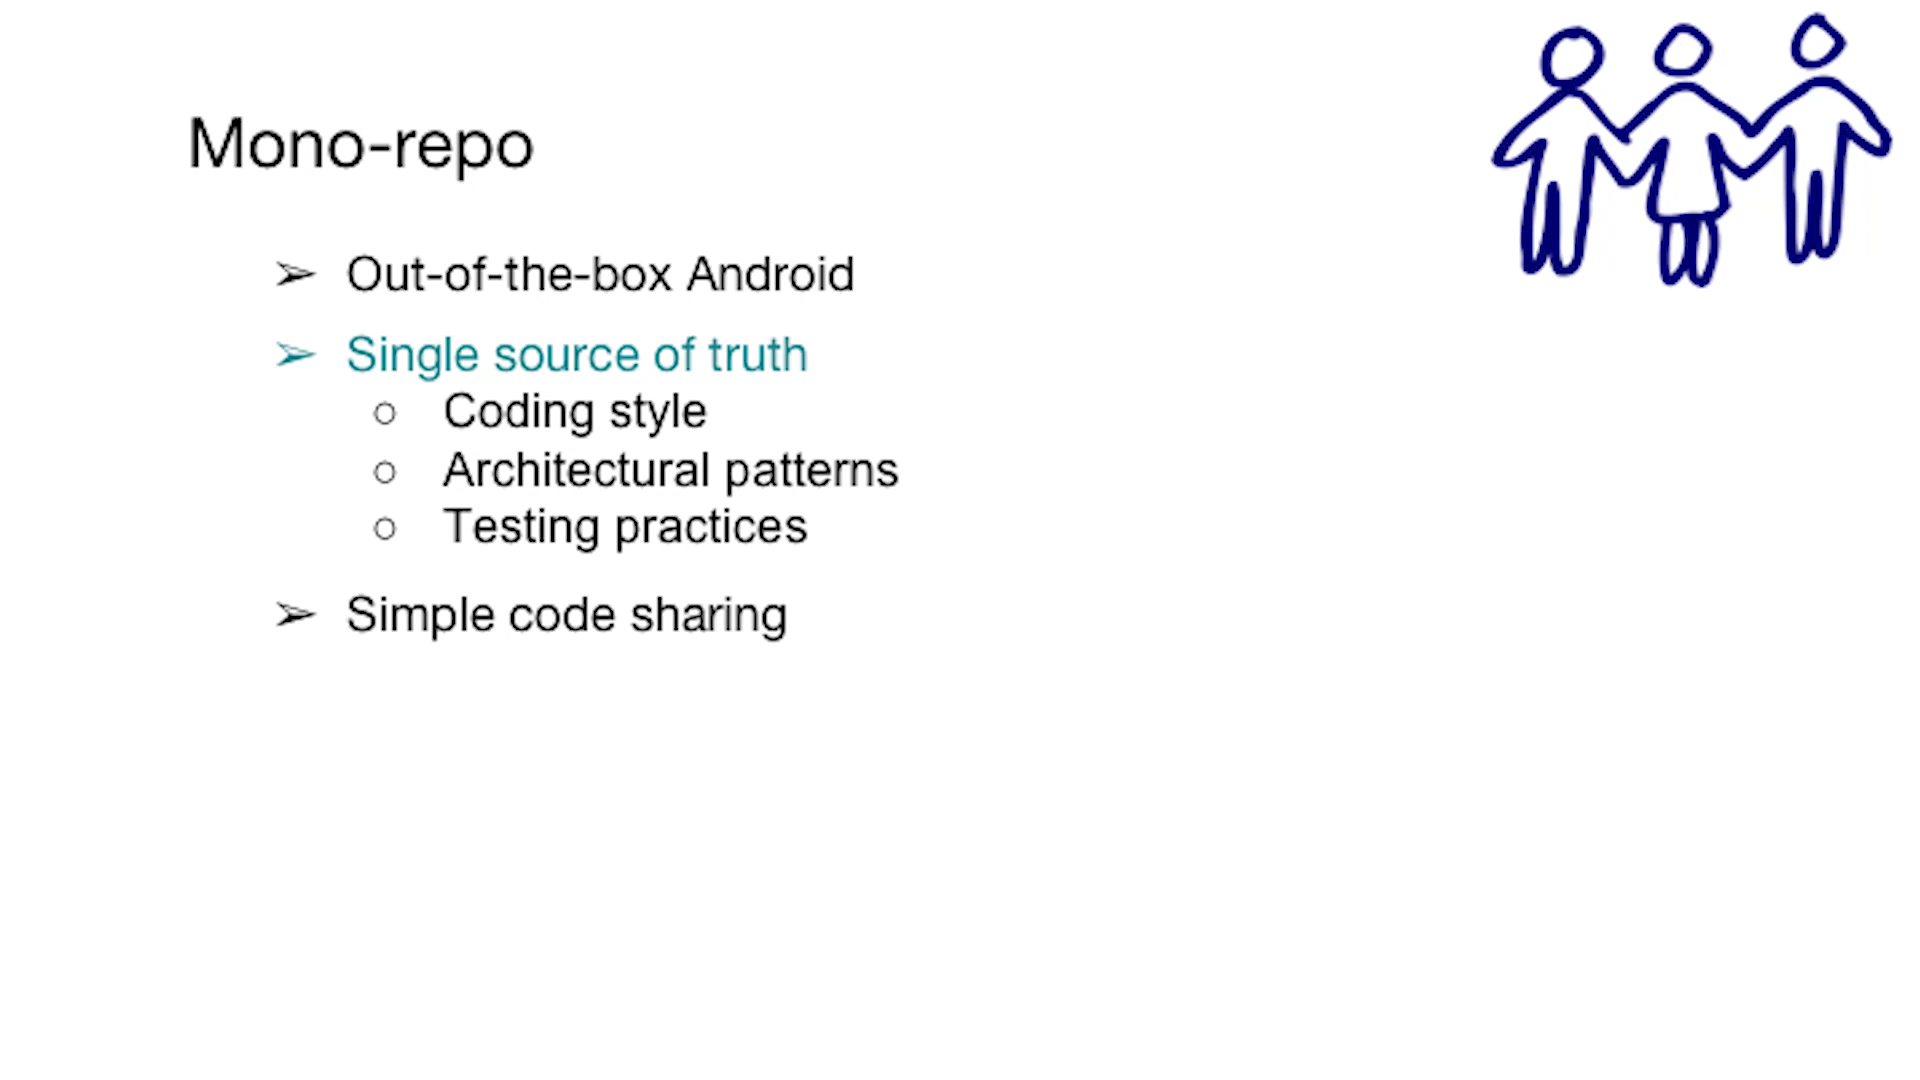 Mono-repo
➢ Out-of-the-box Android
➢ Single source of truth
○ Coding style
○ Architectural patterns
○ Testing practices
➢ Simple code sharing